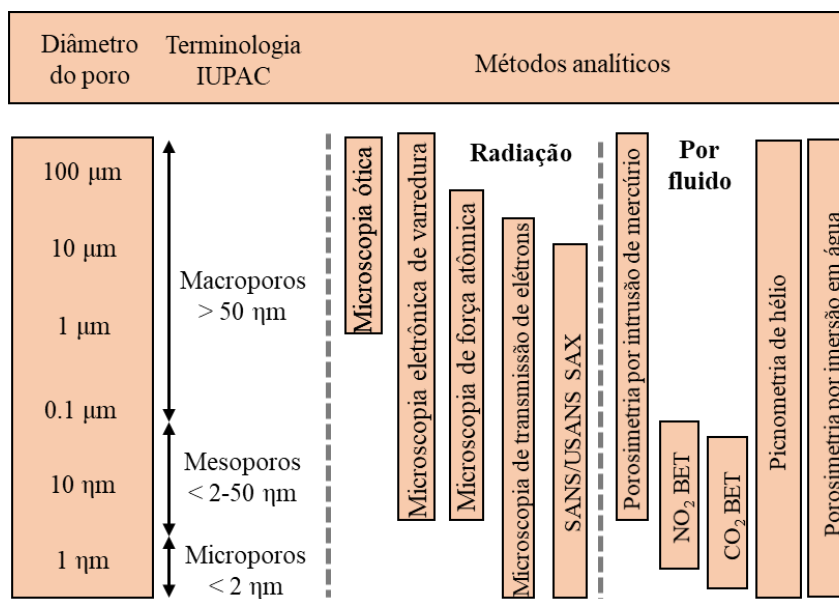 Diâmetro
do poro
Terminologia
IUPAC
Métodos analíticos
100 μm
10 μm
1 μm
0.1 μm
10 ηm
1 ηm
Macroporos
> 50 ηm
Mesoporos
< 2-50 ηm
Microporos
< 2 ηm
Microscopia ótica
Microscopia eletrônica de varredura
Radiação
Microscopia de força atômica
Microscopia de transmissão de elétrons
SANS/USANS SAX
Por
fluido
Porosimetria por intrusão de mercúrio
NO₂ BET
CO₂ BET
Picnometria de hélio
Porosimetria por imersão em água